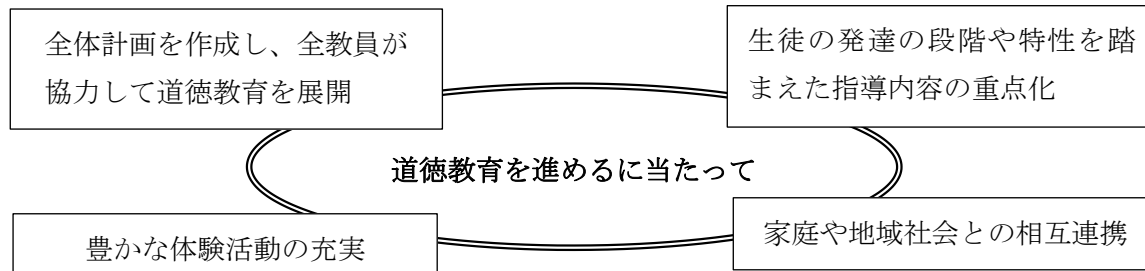 全体計画を作成し、全教員が
協力して道徳教育を展開
生徒の発達の段階や特性を踏
まえた指導内容の重点化
道徳教育を進めるに当たって
豊かな体験活動の充実
家庭や地域社会との相互連携